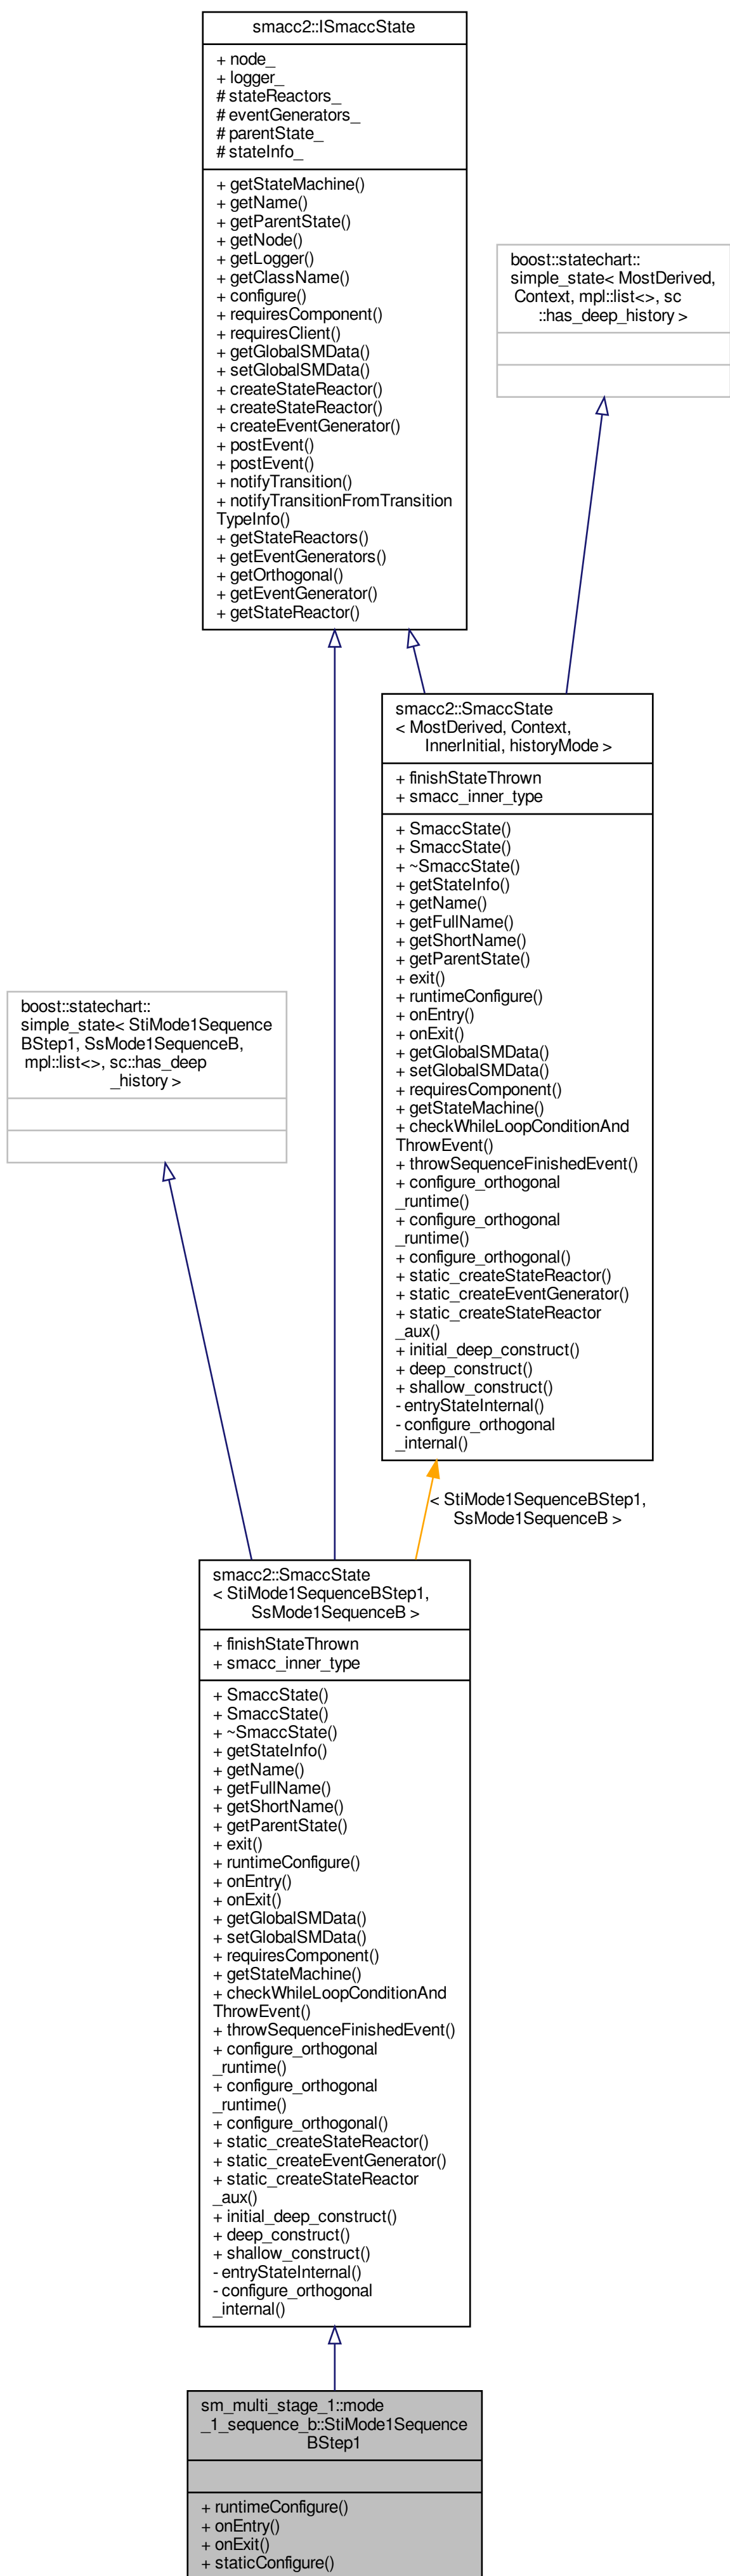 smacc2::ISmaccState
+ node_
+ logger_
# stateReactors_
# eventGenerators_
# parentState_
# stateInfo_
+ getStateMachine()
+ getName()
+ getParentState()
+ getNode()
+ getLogger()
+ getClassName()
+ configure()
+ requiresComponent()
+ requiresClient()
+ getGlobalSMData()
+ setGlobalSMData()
+ createStateReactor()
+ createStateReactor()
+ createEventGenerator()
+ postEvent()
+ postEvent()
+ notifyTransition()
+ notifyTransitionFromTransition
TypeInfo()
+ getStateReactors()
+ getEventGenerators()
+ getOrthogonal()
+ getEventGenerator()
+ getStateReactor()
boost::statechart::
simple_state< MostDerived,
Context, mpl::list<>, sc
::has_deep_history >
smacc2::SmaccState
< MostDerived, Context,
InnerInitial, historyMode >
+ finishStateThrown
+ smacc_inner_type
+ SmaccState()
+ SmaccState()
+ ~SmaccState()
+ getStateInfo()
+ getName()
+ getFullName()
+ getShortName()
+ getParentState()
+ exit()
+ runtimeConfigure()
+ onEntry()
+ onExit()
+ getGlobalSMData()
+ setGlobalSMData()
+ requiresComponent()
+ getStateMachine()
+ checkWhileLoopConditionAnd
ThrowEvent()
+ throwSequenceFinishedEvent()
+ configure_orthogonal
_runtime()
+ configure_orthogonal
_runtime()
+ configure_orthogonal()
+ static_createStateReactor()
+ static_createEventGenerator()
+ static_createStateReactor
_aux()
+ initial_deep_construct()
+ deep_construct()
+ shallow_construct()
- entryStateInternal()
- configure_orthogonal
_internal()
boost::statechart::
simple_state< StiMode1Sequence
BStep1, SsMode1SequenceB,
mpl::list<>, sc::has_deep
_history >
< StiMode1SequenceBStep1,
SsMode1SequenceB >
smacc2::SmaccState
< StiMode1SequenceBStep1,
SsMode1SequenceB >
+ finishStateThrown
+ smacc_inner_type
+ SmaccState()
+ SmaccState()
+ ~SmaccState()
+ getStateInfo()
+ getName()
+ getFullName()
+ getShortName()
+ getParentState()
+ exit()
+ runtimeConfigure()
+ onEntry()
+ onExit()
+ getGlobalSMData()
+ setGlobalSMData()
+ requiresComponent()
+ getStateMachine()
+ checkWhileLoopConditionAnd
ThrowEvent()
+ throwSequenceFinishedEvent()
+ configure_orthogonal
_runtime()
+ configure_orthogonal
_runtime()
+ configure_orthogonal()
+ static_createStateReactor()
+ static_createEventGenerator()
+ static_createStateReactor
_aux()
+ initial_deep_construct()
+ deep_construct()
+ shallow_construct()
- entryStateInternal()
- configure_orthogonal
_internal()
sm_multi_stage_1::mode
_1_sequence_b::StiMode1Sequence
BStep1
+ runtimeConfigure()
+ onEntry()
+ onExit()
+ staticConfigure()